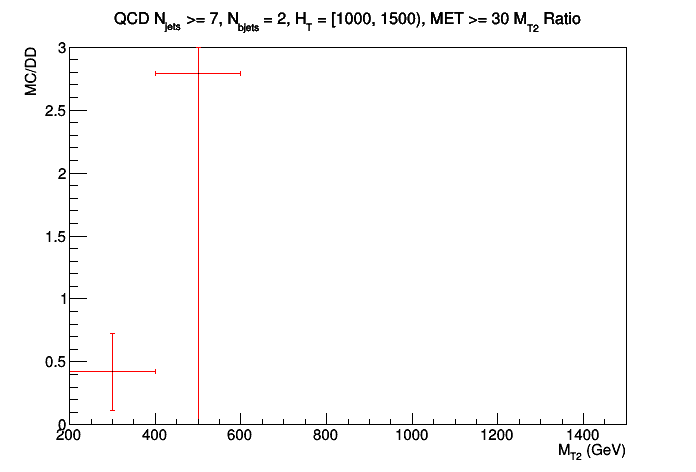 QCD N_jets >= 7, N_bjets = 2, H_T = [1000, 1500), MET >= 30 M_T2 Ratio
MC/DD
3
2.5
2
1.5
1
0.5
0
200 400 600 800 1000 1200 1400
M_T2 (GeV)